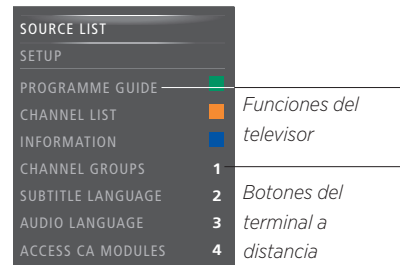 SOURCE LIST
SETUP
PROGRAMME GUIDE
CHANNEL LIST
INFORMATION
CHANNEL GROUPS 1
SUBTITLE LANGUAGE 2
AUDIO LANGUAGE 3
ACCESS CA MODULES 4
Funciones del
televisor
Botones del
terminal a
distancia